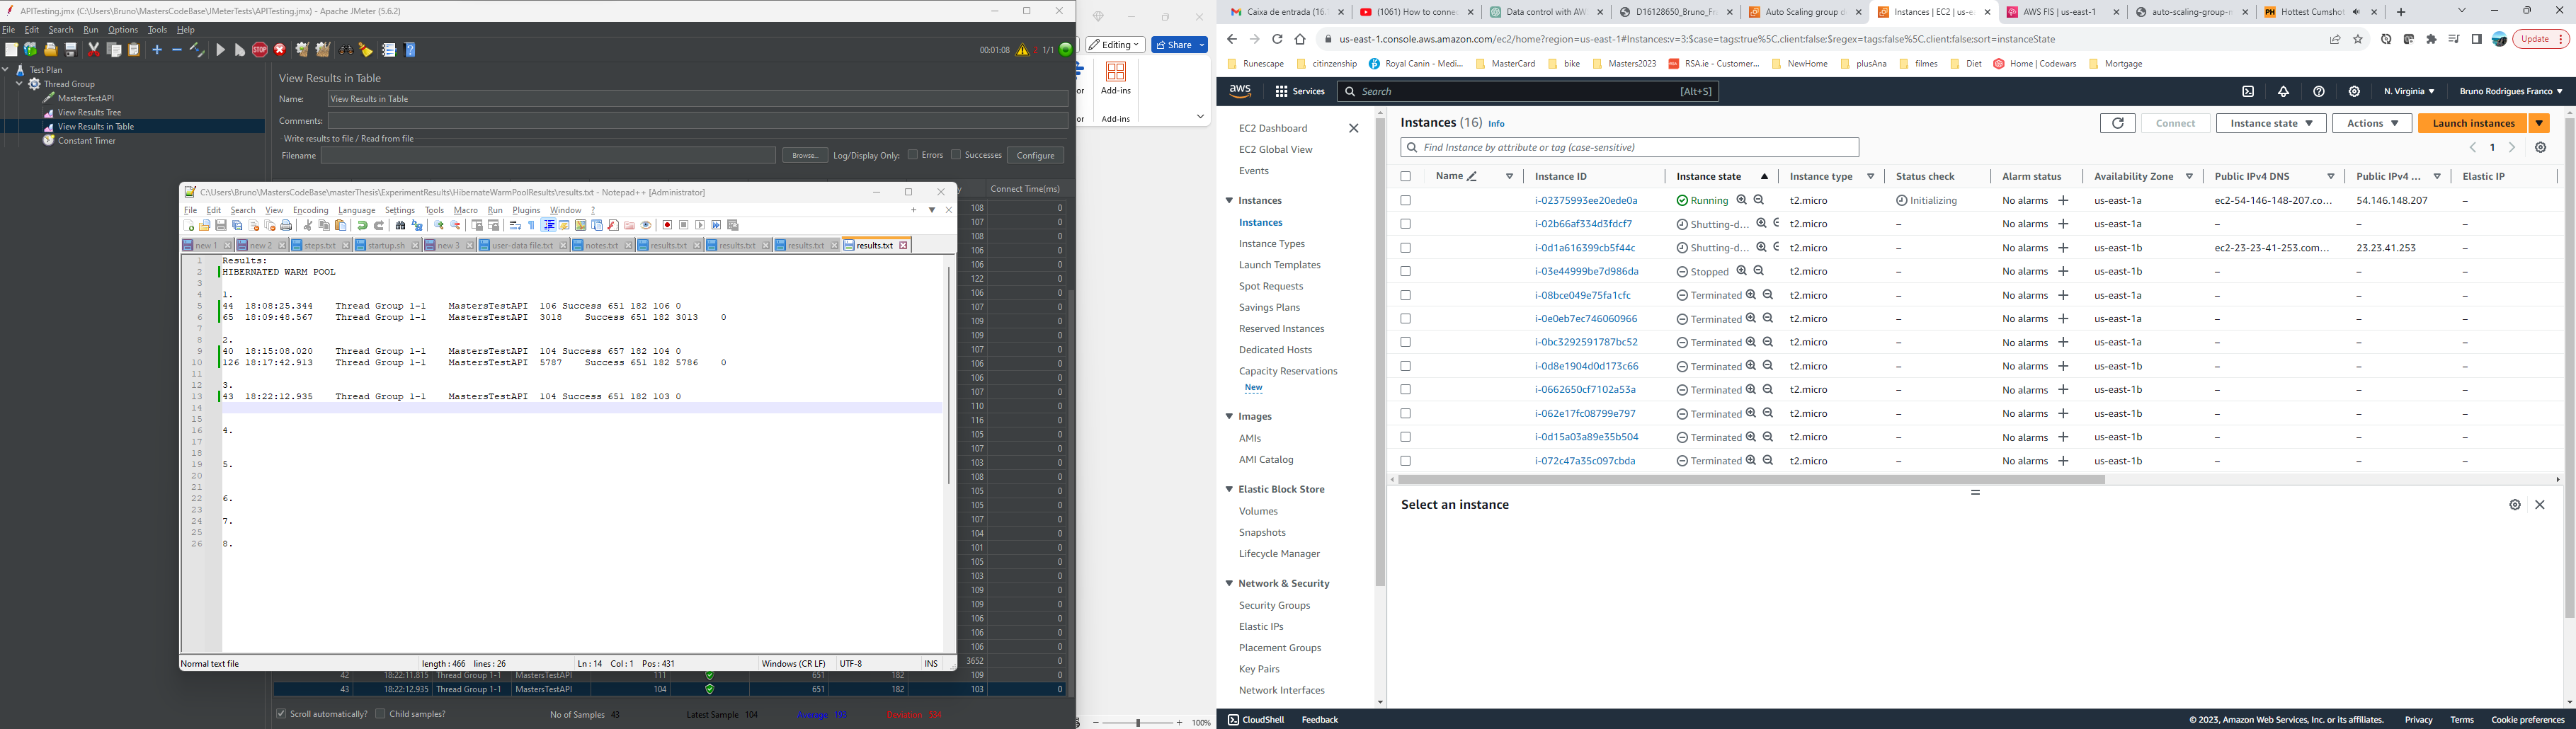 APITesting.jmx (C:\Users\Bruno\MastersCodeBase\JMeterTests\APITesting.jmx) - Apache JMeter (5.6.2)
File Edit Search Run Options Tools Help
00:01:08 2 1/1
Test Plan
Thread Group
MastersTestAPI
View Results Tree
View Results in Table
Constant Timer
View Results in Table
Name: View Results in Table
Comments:
Write results to file / Read from file
Filename Browse... Log/Display Only: Errors Successes Configure
Connect Time(ms)
C:\Users\Bruno\MastersCodeBase\masterThesis\ExperimentResults\HibernateWarmPoolResults\results.txt - Notepad++ [Administrator]
File Edit Search View Encoding Language Settings Tools Macro Run Plugins Window ?
new 1 new 2 steps.txt startup.sh new 3 user-data file.txt notes.txt results.txt results.txt results.txt results.txt
1 Results:
2 HIBERNATED WARM POOL
3
4 1.
5 44 18:08:25.344 Thread Group 1-1 MastersTestAPI 106 Success 651 182 106 0
6 65 18:09:48.567 Thread Group 1-1 MastersTestAPI 3018 Success 651 182 3013 0
7
8 2.
9 40 18:15:08.020 Thread Group 1-1 MastersTestAPI 104 Success 657 182 104 0
10 126 18:17:42.913 Thread Group 1-1 MastersTestAPI 5787 Success 651 182 5786 0
11
12 3.
13 43 18:22:12.935 Thread Group 1-1 MastersTestAPI 104 Success 651 182 103 0
14
15
16 4.
17
18
19 5.
20
21
22 6.
23
24 7.
25
26 8.
Normal text file length : 466 lines : 26 Ln : 14 Col : 1 Pos : 431 Windows (CR LF) UTF-8 INS
108 0
107 0
108 0
106 0
106 0
122 0
106 0
107 0
109 0
109 0
107 0
106 0
106 0
107 0
110 0
116 0
105 0
107 0
103 0
108 0
105 0
105 0
107 0
104 0
101 0
105 0
103 0
109 0
109 0
106 0
106 0
106 0
3652 0
42 18:22:11.815 Thread Group 1-1 MastersTestAPI 111 651 182 109 0
43 18:22:12.935 Thread Group 1-1 MastersTestAPI 104 651 182 103 0
Scroll automatically? Child samples? No of Samples 43 Latest Sample 104 Average 193 Deviation
Editing Share
Add-ins
Add-ins
100%
Caixa de entrada (16. (1061) How to conne Data control with AW D16128650_Bruno_Fr Auto Scaling group d Instances | EC2 | us-e AWS FIS | us-east-1 auto-scaling-group-r Hottest Cumshot
us-east-1.console.aws.amazon.com/ec2/home?region=us-east-1#Instances:v=3;$case=tags:true%5C,client:false;$regex=tags:false%5C,client:false;sort=instanceState
Update
Runescape citizenship Royal Canin - Medi... MasterCard bike Masters2023 RSA.ie - Customer... NewHome plusAna filmes Diet Home | Codewars Mortgage
aws Services Search [Alt+S] N. Virginia Bruno Rodrigues Franco
EC2 Dashboard
EC2 Global View
Events
Instances
Instances
Instance Types
Launch Templates
Spot Requests
Savings Plans
Reserved Instances
Dedicated Hosts
Capacity Reservations
New
Images
AMIs
AMI Catalog
Elastic Block Store
Volumes
Snapshots
Lifecycle Manager
Network & Security
Security Groups
Elastic IPs
Placement Groups
Key Pairs
Network Interfaces
Instances (16) Info
Connect Instance state Actions Launch instances
Find Instance by attribute or tag (case-sensitive)
1
Name Instance ID Instance state Instance type Status check Alarm status Availability Zone Public IPv4 DNS Public IPv4 ... Elastic IP
i-02375993ee20ede0a Running t2.micro Initializing No alarms + us-east-1a ec2-54-146-148-207.co... 54.146.148.207 –
i-02b66af334d3fdcf7 Shutting-d... t2.micro – No alarms + us-east-1a – – –
i-0d1a616399cb5f44c Shutting-d... t2.micro – No alarms + us-east-1b ec2-23-23-41-253.com... 23.23.41.253 –
i-03e44999be7d986da Stopped t2.micro – No alarms + us-east-1b – – –
i-08bce049e75fa1cfc Terminated t2.micro – No alarms + us-east-1a – – –
i-0e0eb7ec746060966 Terminated t2.micro – No alarms + us-east-1a – – –
i-0bc3292591787bc52 Terminated t2.micro – No alarms + us-east-1a – – –
i-0d8e1904d0d173c66 Terminated t2.micro – No alarms + us-east-1b – – –
i-0662650cf7102a53a Terminated t2.micro – No alarms + us-east-1b – – –
i-062e17fc08799e797 Terminated t2.micro – No alarms + us-east-1b – – –
i-0d15a03a89e35b504 Terminated t2.micro – No alarms + us-east-1b – – –
i-072c47a35c097cbda Terminated t2.micro – No alarms + us-east-1b – – –
Select an instance
CloudShell Feedback © 2023, Amazon Web Services, Inc. or its affiliates. Privacy Terms Cookie preferences